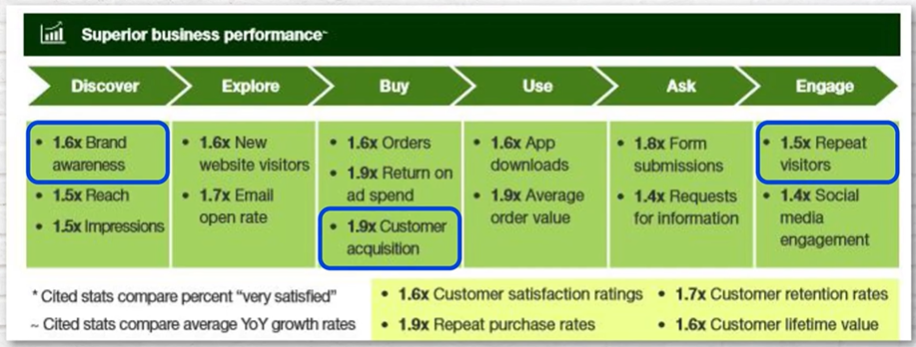 Superior business performance~
Discover
Explore
Buy
Use
Ask
Engage
• 1.6x Brand
awareness
• 1.5x Reach
• 1.5x Impressions
• 1.6x New
website visitors
• 1.7x Email
open rate
• 1.6x Orders
• 1.9x Return on
ad spend
• 1.9x Customer
acquisition
• 1.6x App
downloads
• 1.9x Average
order value
• 1.8x Form
submissions
• 1.4x Requests
for information
• 1.5x Repeat
visitors
• 1.4x Social
media
engagement
* Cited stats compare percent “very satisfied”
~ Cited stats compare average YoY growth rates
• 1.6x Customer satisfaction ratings
• 1.7x Customer retention rates
• 1.9x Repeat purchase rates
• 1.6x Customer lifetime value